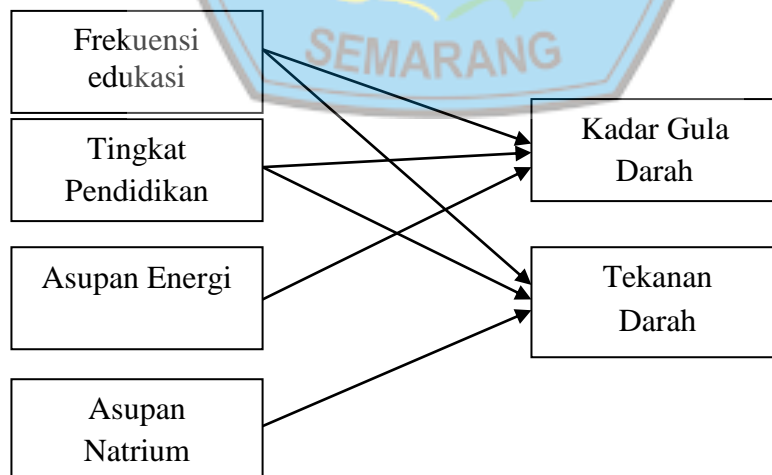 Frekuensi
edukasi
SEMARANG
Tingkat
Pendidikan
Asupan Energi
Asupan
Natrium
Kadar Gula
Darah
Tekanan
Darah